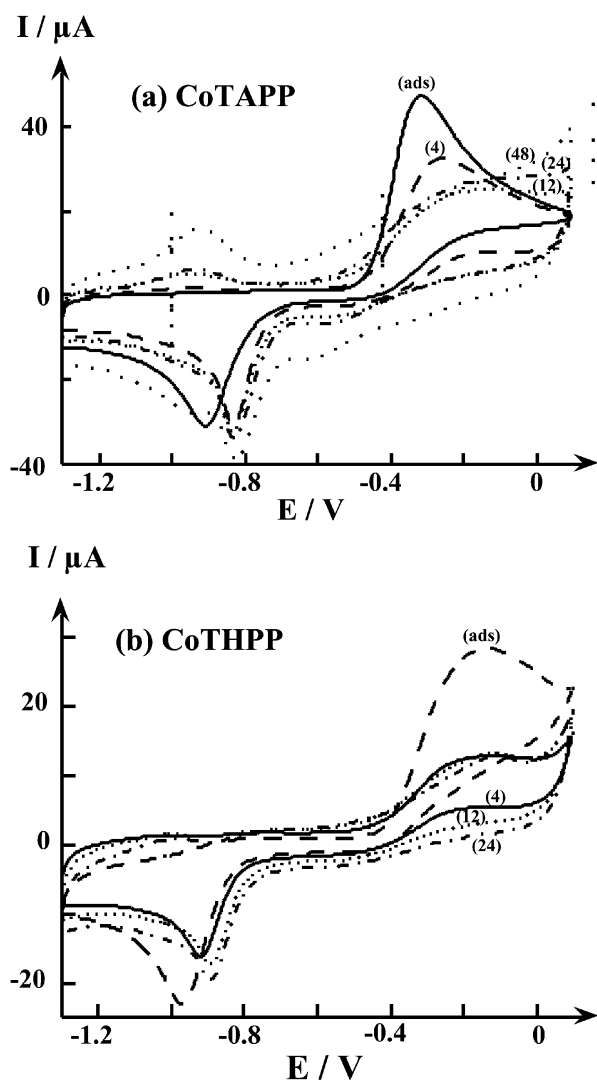 I / µA
(a) CoTAPP
(ads)
(4)
(48)
(24)
(12)
40
0
-40
-1.2 -0.8 -0.4 0
E / V
I / µA
(b) CoTHPP
(ads)
20
(4)
(12)
0
(24)
-20
-1.2 -0.8 -0.4 0
E / V